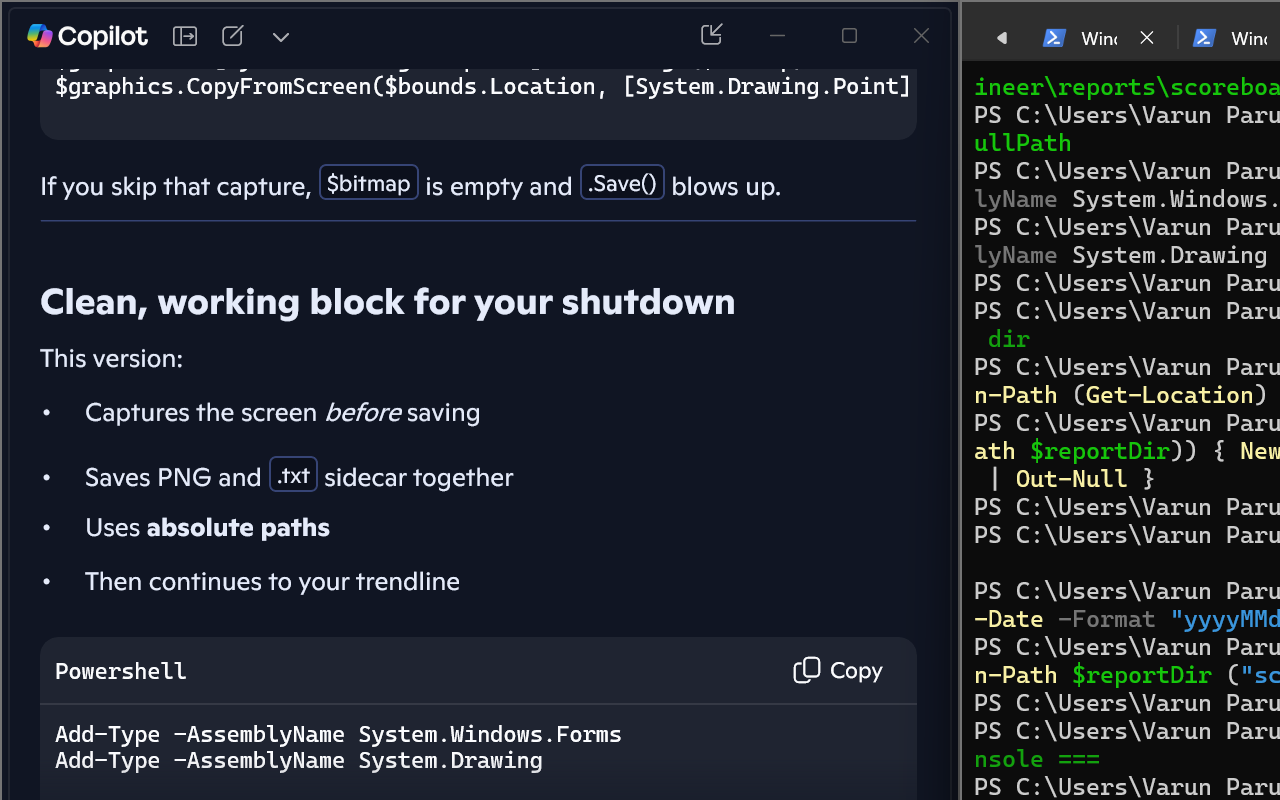 Copilot
$graphics.CopyFromScreen($bounds.Location, [System.Drawing.Point]
If you skip that capture, $bitmap is empty and .Save() blows up.
Clean, working block for your shutdown
This version:
• Captures the screen before saving
• Saves PNG and .txt sidecar together
• Uses absolute paths
• Then continues to your trendline
Powershell
Copy
Add-Type -AssemblyName System.Windows.Forms
Add-Type -AssemblyName System.Drawing
Winc
Winc
ineer\reports\scoreboa
PS C:\Users\Varun Paru
ullPath
PS C:\Users\Varun Paru
lyName System.Windows.
PS C:\Users\Varun Paru
lyName System.Drawing
PS C:\Users\Varun Paru
PS C:\Users\Varun Paru
dir
PS C:\Users\Varun Paru
n-Path (Get-Location)
PS C:\Users\Varun Paru
ath $reportDir)) { New
| Out-Null }
PS C:\Users\Varun Paru
PS C:\Users\Varun Paru
PS C:\Users\Varun Paru
-Date -Format "yyyyMMd
PS C:\Users\Varun Paru
n-Path $reportDir ("sc
PS C:\Users\Varun Paru
PS C:\Users\Varun Paru
nsole ===
PS C:\Users\Varun Paru